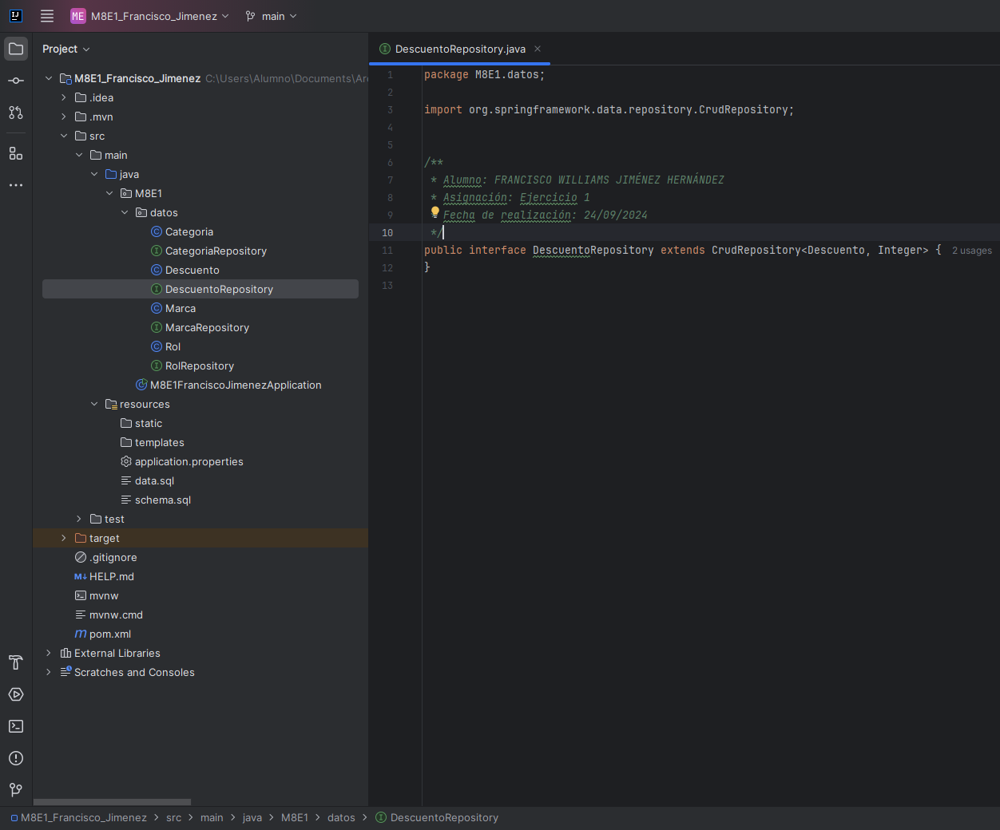 IJ
ME M8E1_Francisco_Jimenez main
Project
M8E1_Francisco_Jimenez C:\Users\Alumno\Documents\Ar
.idea
.mvn
src
main
java
M8E1
datos
Categoria
CategoriaRepository
Descuento
DescuentoRepository
Marca
MarcaRepository
Rol
RolRepository
M8E1FranciscoJimenezApplication
resources
static
templates
application.properties
data.sql
schema.sql
test
target
.gitignore
HELP.md
mvnw
mvnw.cmd
pom.xml
External Libraries
Scratches and Consoles
DescuentoRepository.java
1 package M8E1.datos;
2
3 import org.springframework.data.repository.CrudRepository;
4
5
6 /**
7 * Alumno: FRANCISCO WILLIAMS JIMÉNEZ HERNÁNDEZ
8 * Asignación: Ejercicio 1
9 Fecha de realización: 24/09/2024
10 */
11 public interface DescuentoRepository extends CrudRepository<Descuento, Integer> { 2 usages
12 }
13
M8E1_Francisco_Jimenez > src > main > java > M8E1 > datos > DescuentoRepository